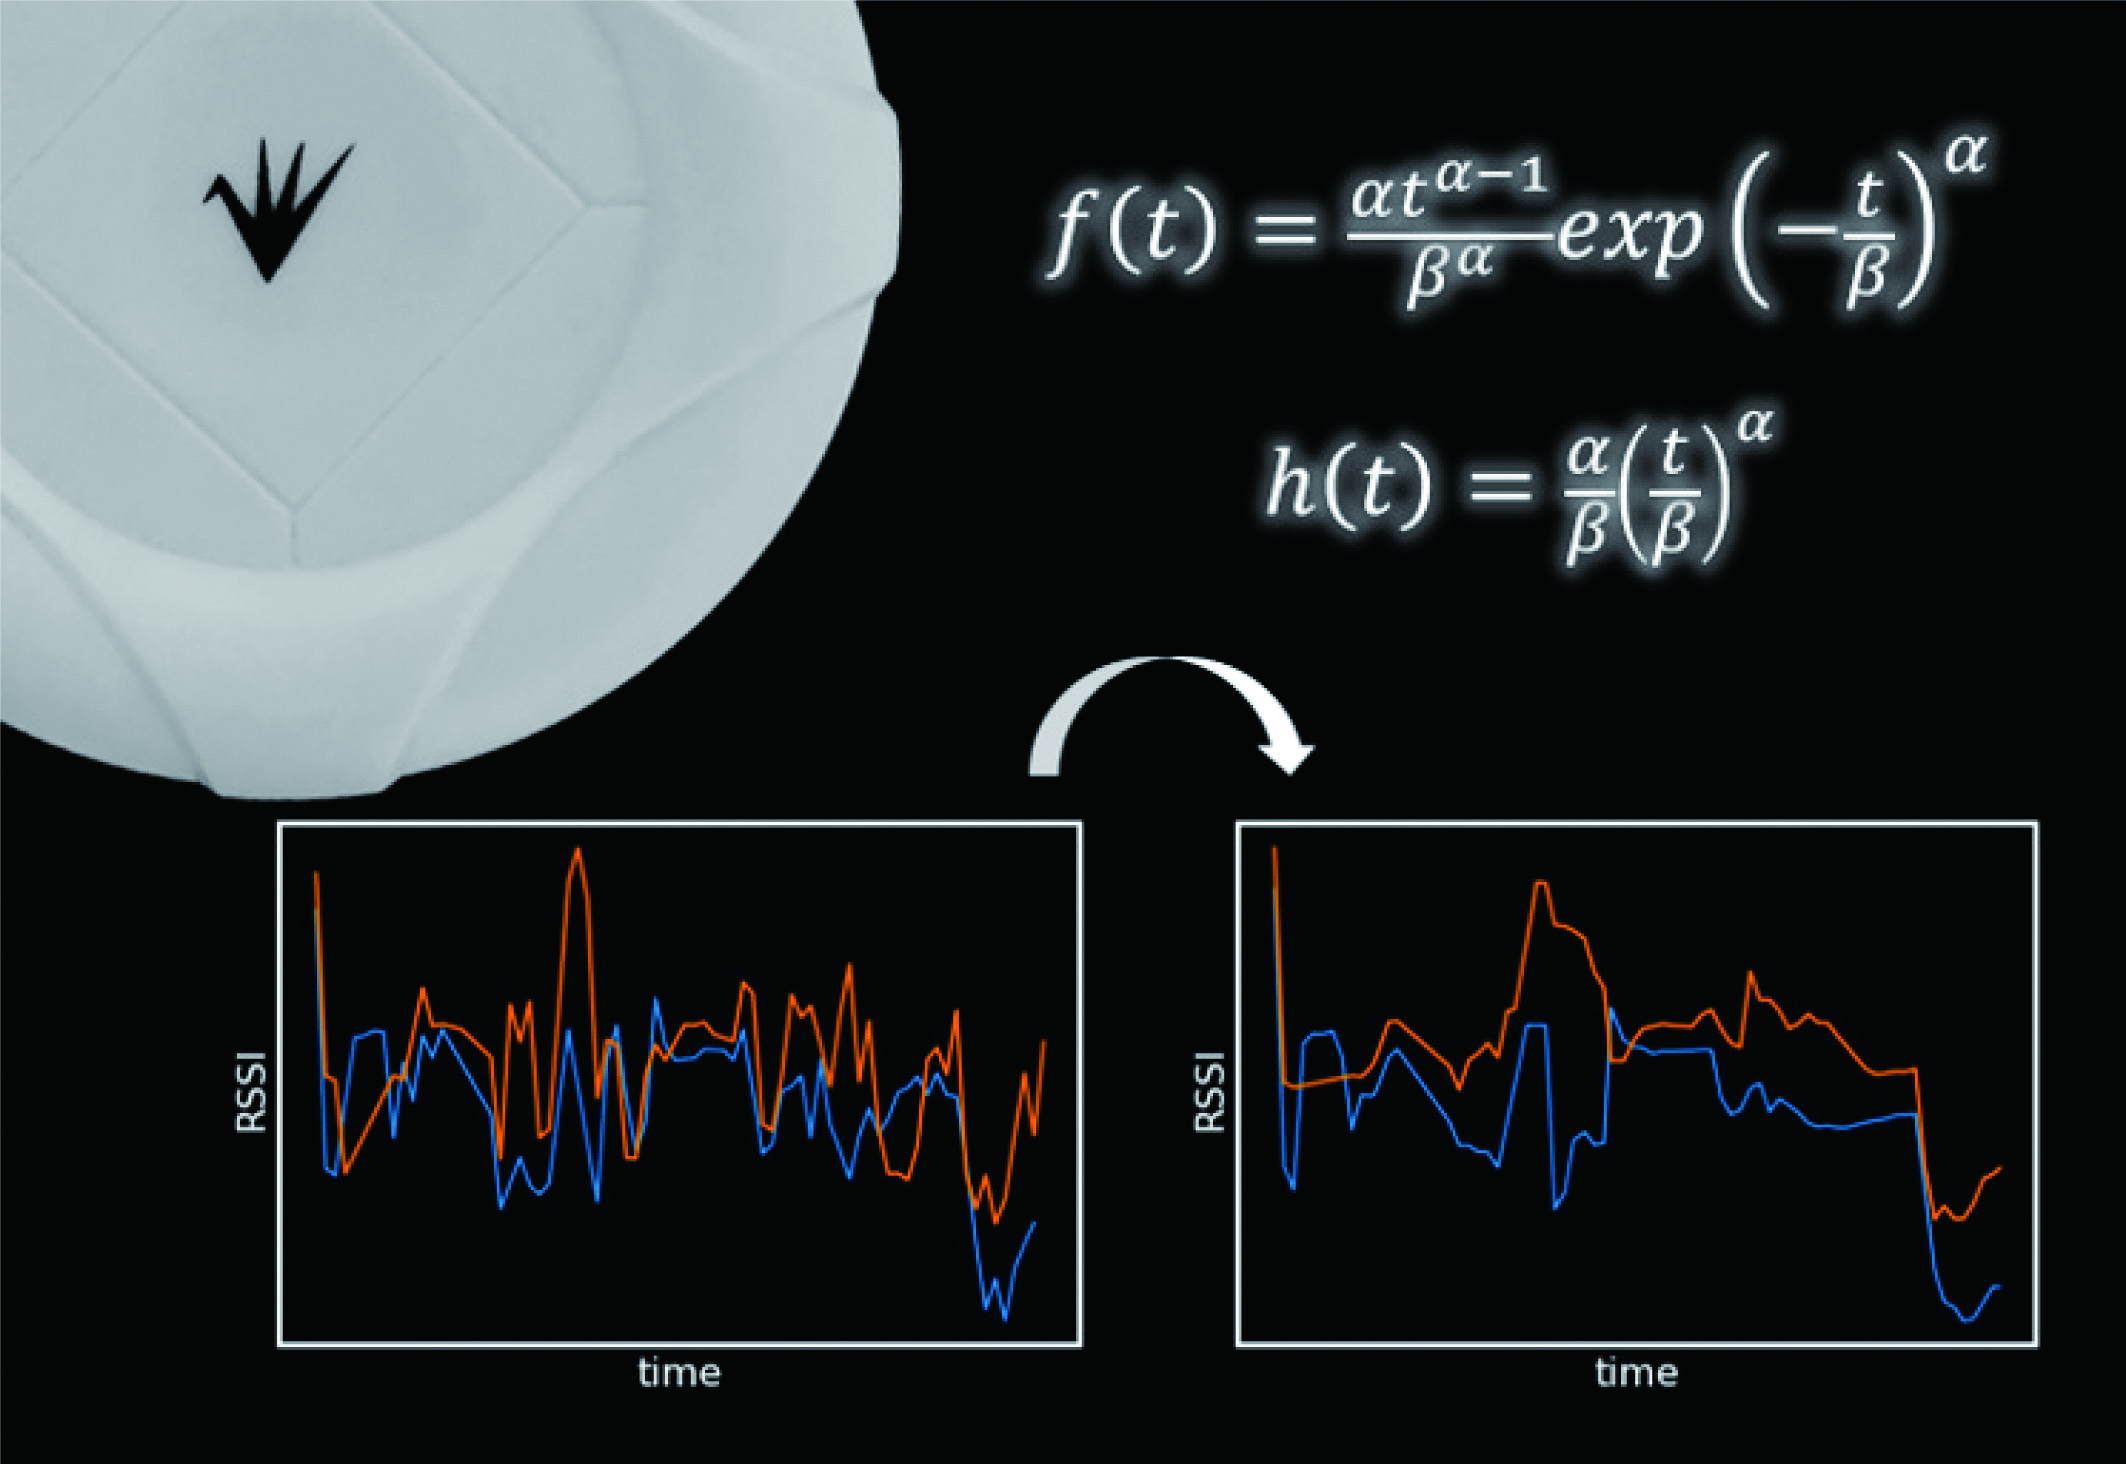 f(t) = αt^(α−1)/β^α exp(−t/β)^α
h(t) = α/β(t/β)^α
RSSI
time
RSSI
time